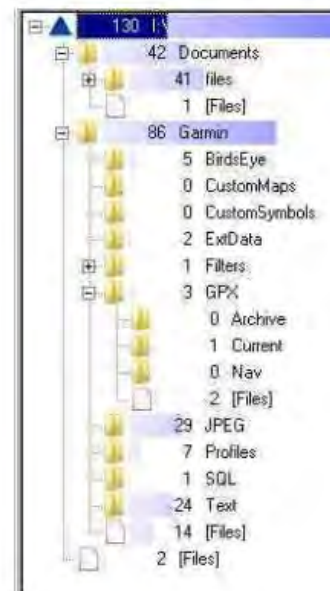 130 I:\
42 Documents
41 files
1 [Files]
86 Garmin
5 BirdsEye
0 CustomMaps
0 CustomSymbols
2 ExtData
1 Filters
3 GPX
0 Archive
1 Current
0 Nav
2 [Files]
29 JPEG
7 Profiles
1 SQL
24 Text
14 [Files]
2 [Files]